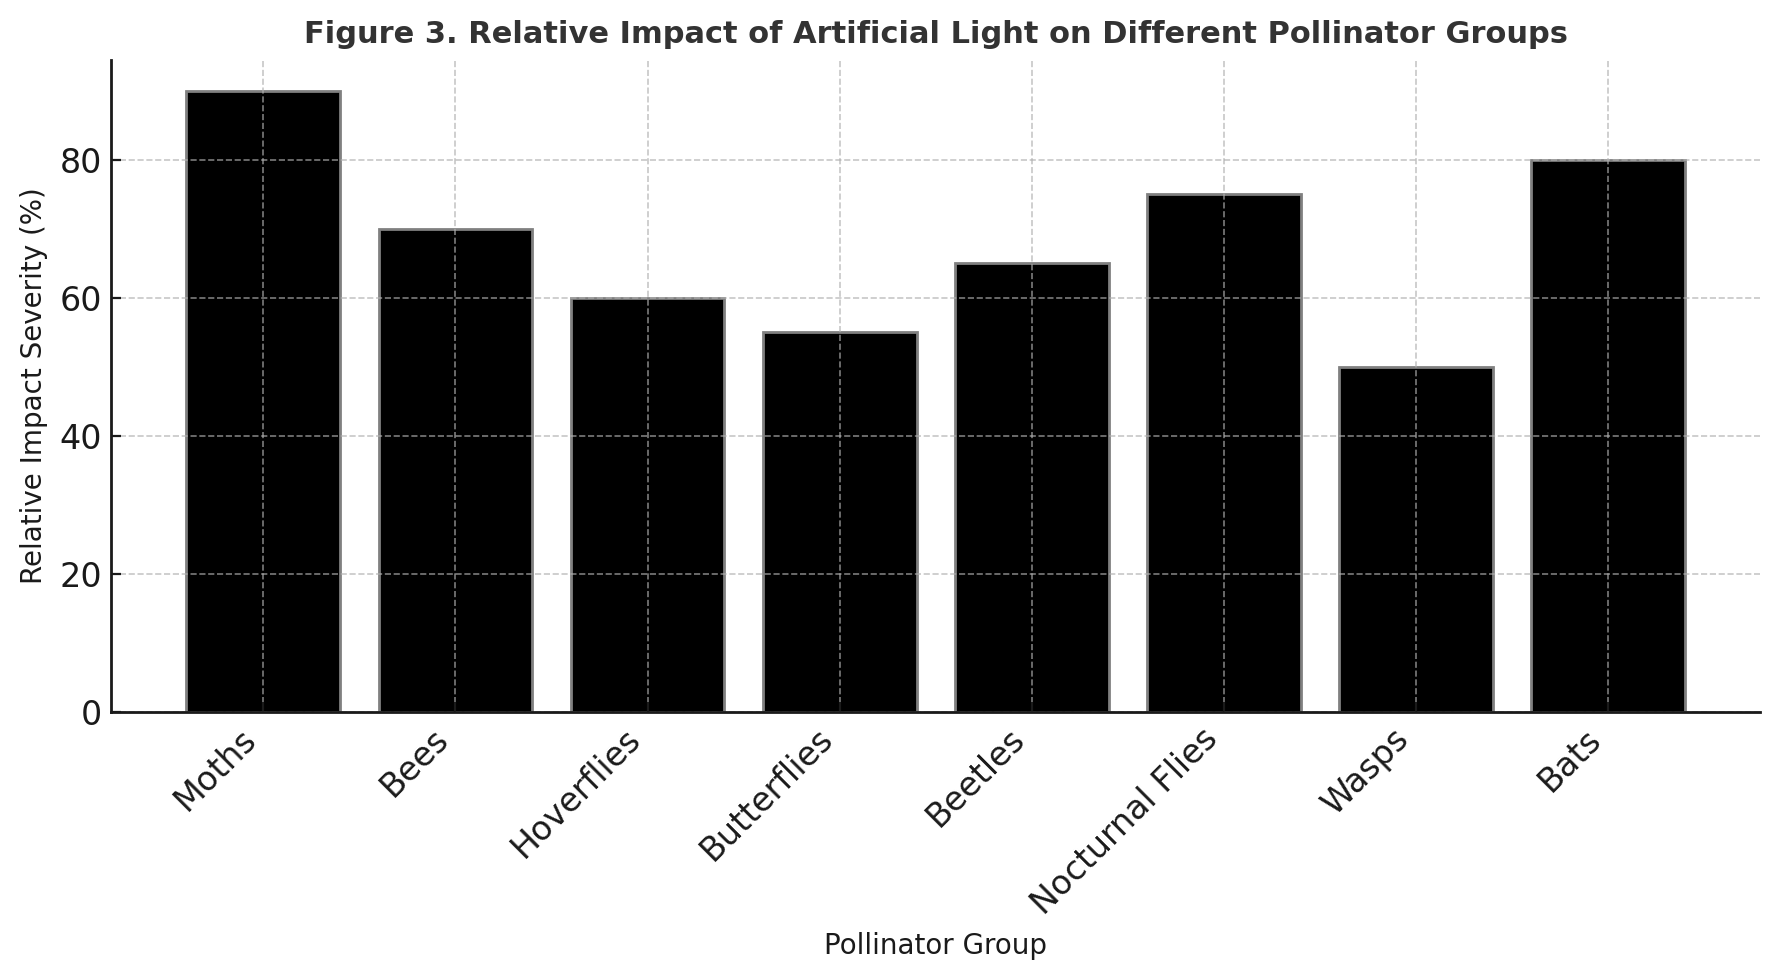 Figure 3. Relative Impact of Artificial Light on Different Pollinator Groups
Relative Impact Severity (%)
80
60
40
20
0
Moths
Bees
Hoverflies
Butterflies
Beetles
Nocturnal Flies
Wasps
Bats
Pollinator Group